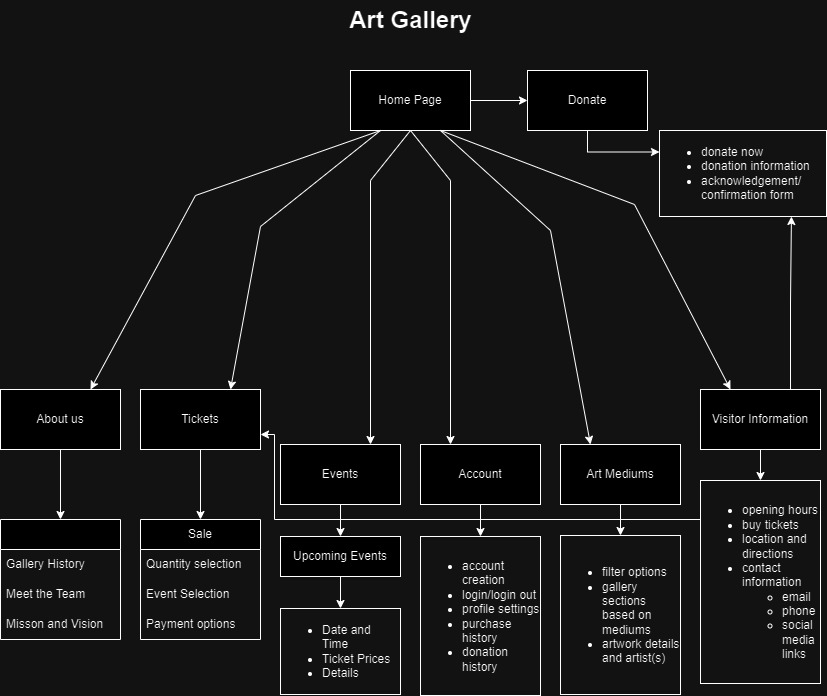 Art Gallery
Home Page
Donate
donate now
donation information
acknowledgement/
confirmation form
About us
Tickets
Visitor Information
Events
Account
Art Mediums
Gallery History
Meet the Team
Misson and Vision
Sale
Quantity selection
Event Selection
Payment options
Upcoming Events
Date and
Time
Ticket Prices
Details
account
creation
login/login out
profile settings
purchase
history
donation
history
filter options
gallery
sections
based on
mediums
artwork details
and artist(s)
opening hours
buy tickets
location and
directions
contact
information
email
phone
social
media
links